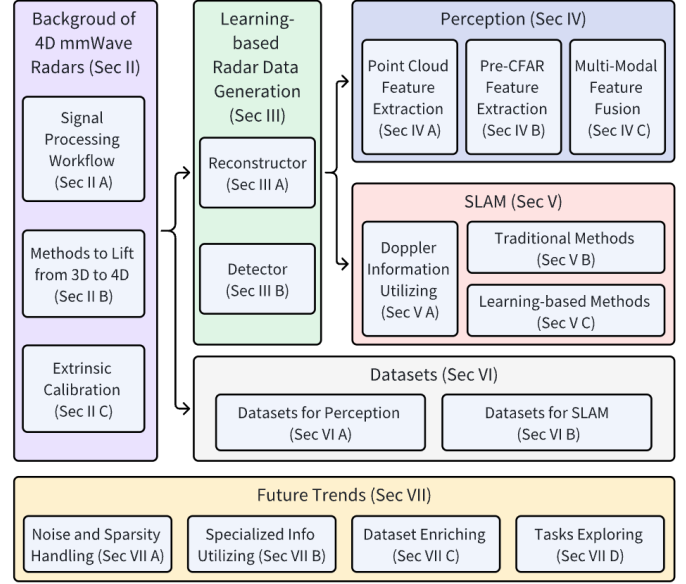 Backgroud of
4D mmWave
Radars (Sec II)
Signal
Processing
Workflow
(Sec II A)
Methods to Lift
from 3D to 4D
(Sec II B)
Extrinsic
Calibration
(Sec II C)
Learning-
based
Radar Data
Generation
(Sec III)
Reconstructor
(Sec III A)
Detector
(Sec III B)
Perception (Sec IV)
Point Cloud
Feature
Extraction
(Sec IV A)
Pre-CFAR
Feature
Extraction
(Sec IV B)
Multi-Modal
Feature
Fusion
(Sec IV C)
SLAM (Sec V)
Doppler
Information
Utilizing
(Sec V A)
Traditional Methods
(Sec V B)
Learning-based Methods
(Sec V C)
Datasets (Sec VI)
Datasets for Perception
(Sec VI A)
Datasets for SLAM
(Sec VI B)
Future Trends (Sec VII)
Noise and Sparsity
Handling (Sec VII A)
Specialized Info
Utilizing (Sec VII B)
Dataset Enriching
(Sec VII C)
Tasks Exploring
(Sec VII D)